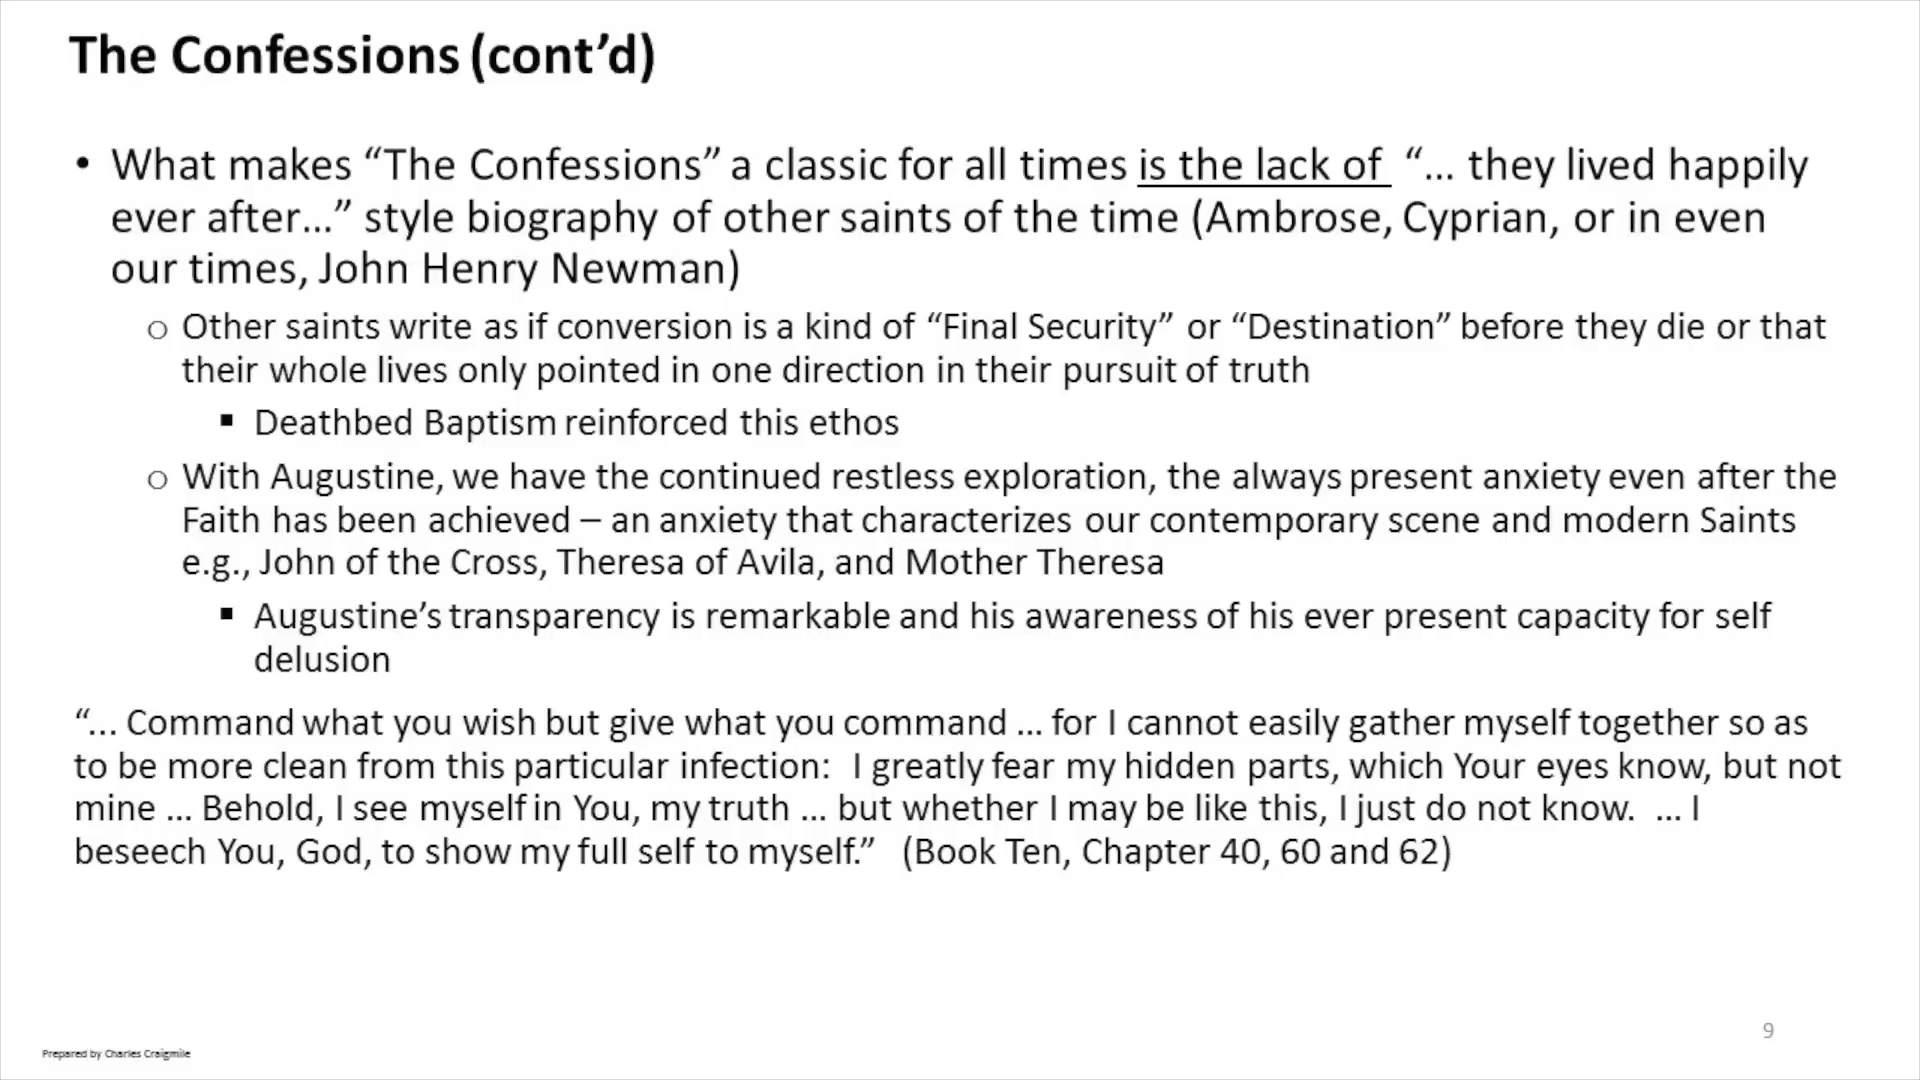 The Confessions (cont’d)
• What makes “The Confessions” a classic for all times is the lack of “… they lived happily
ever after…” style biography of other saints of the time (Ambrose, Cyprian, or in even
our times, John Henry Newman)
o Other saints write as if conversion is a kind of “Final Security” or “Destination” before they die or that
their whole lives only pointed in one direction in their pursuit of truth
▪ Deathbed Baptism reinforced this ethos
o With Augustine, we have the continued restless exploration, the always present anxiety even after the
Faith has been achieved – an anxiety that characterizes our contemporary scene and modern Saints
e.g., John of the Cross, Theresa of Avila, and Mother Theresa
▪ Augustine’s transparency is remarkable and his awareness of his ever present capacity for self
delusion
“… Command what you wish but give what you command … for I cannot easily gather myself together so as
to be more clean from this particular infection: I greatly fear my hidden parts, which Your eyes know, but not
mine … Behold, I see myself in You, my truth … but whether I may be like this, I just do not know. … I
beseech You, God, to show my full self to myself.” (Book Ten, Chapter 40, 60 and 62)
9
Prepared by Charles Craigmile